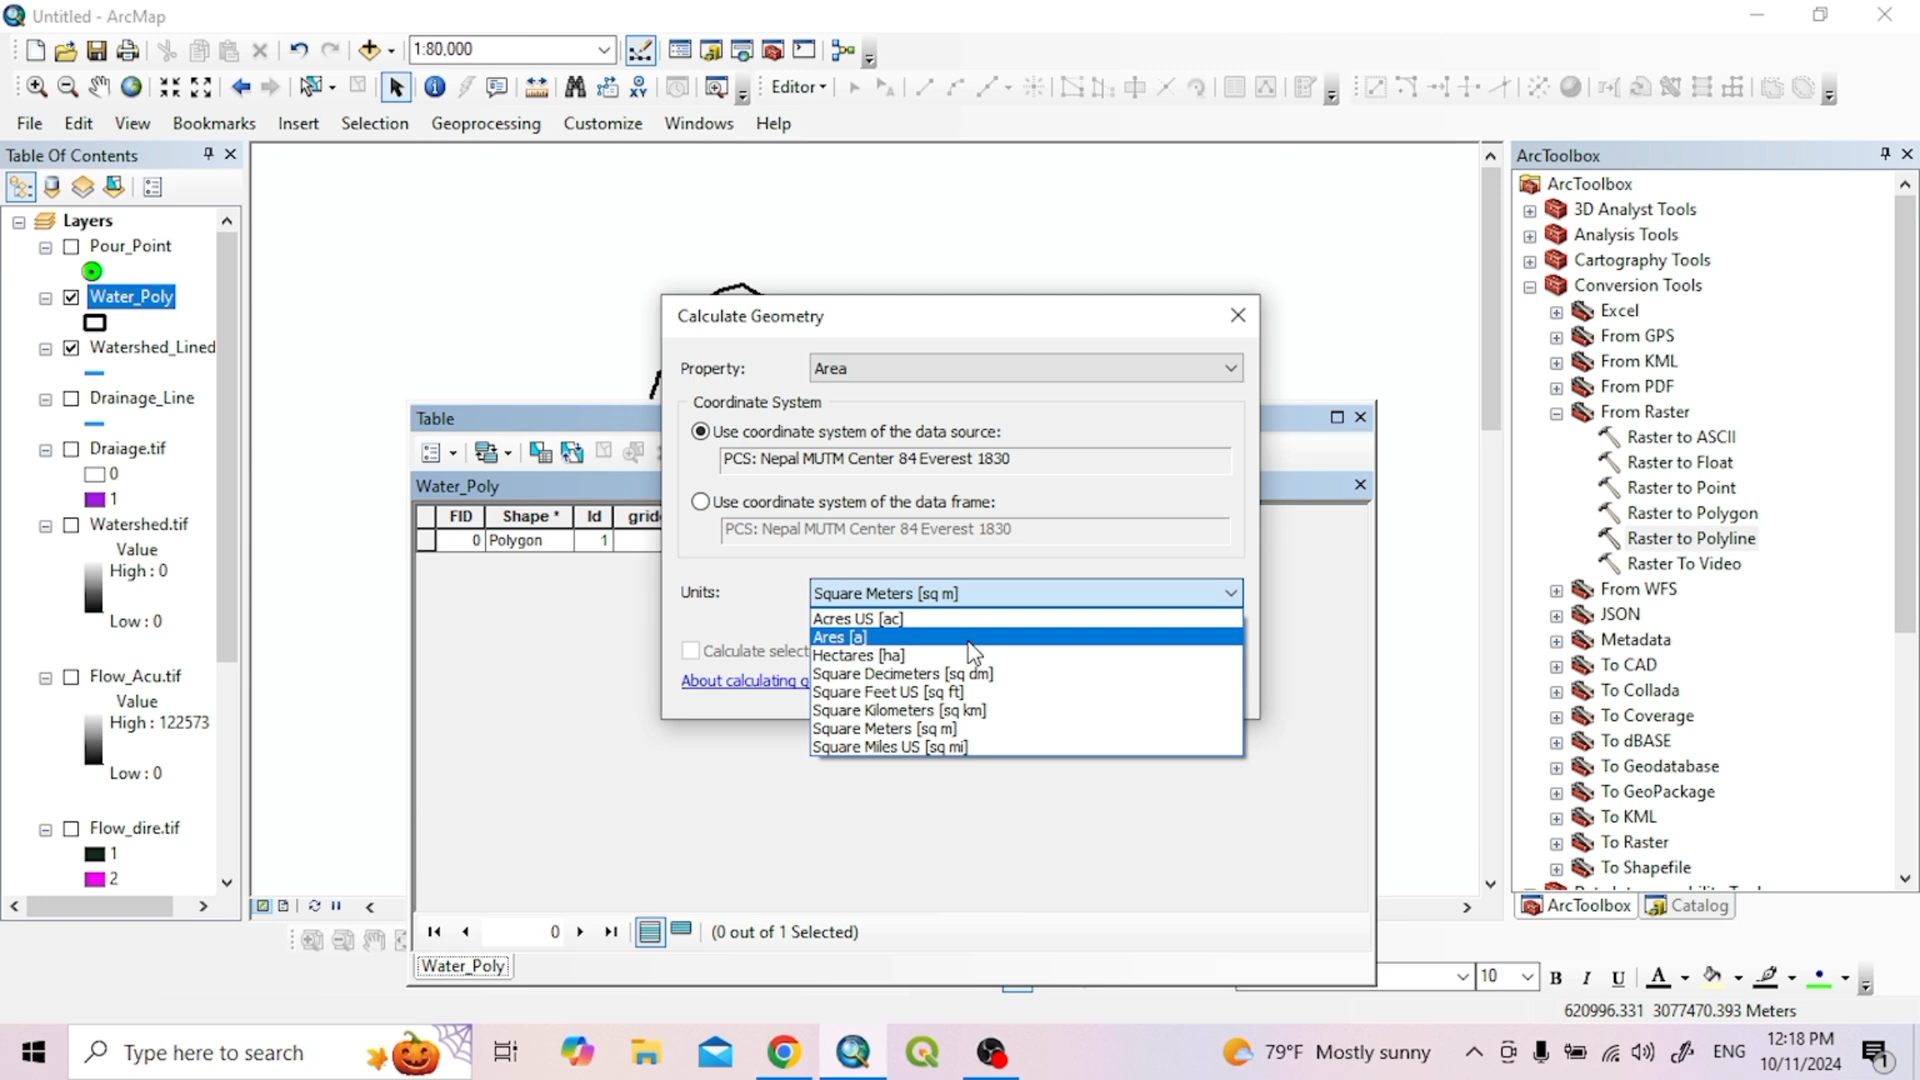 Untitled - ArcMap
1:80,000
Editor
File Edit View Bookmarks Insert Selection Geoprocessing Customize Windows Help
Table Of Contents
Layers
Pour_Point
Water_Poly
Watershed_Lined
Drainage_Line
Draiage.tif
0
1
Watershed.tif
Value
High : 0
Low : 0
Flow_Acu.tif
Value
High : 122573
Low : 0
Flow_dire.tif
1
2
Table
Water_Poly
FID Shape * Id
0 Polygon 1
0
(0 out of 1 Selected)
Water_Poly
Calculate Geometry
Property: Area
Coordinate System
Use coordinate system of the data source:
PCS: Nepal MUTM Center 84 Everest 1830
Use coordinate system of the data frame:
PCS: Nepal MUTM Center 84 Everest 1830
Units: Square Meters [sq m]
Acres US [ac]
Ares [a]
Hectares [ha]
Square Decimeters [sq dm]
Square Feet US [sq ft]
Square Kilometers [sq km]
Square Meters [sq m]
Square Miles US [sq mi]
Calculate select
About calculating g
ArcToolbox
ArcToolbox
3D Analyst Tools
Analysis Tools
Cartography Tools
Conversion Tools
Excel
From GPS
From KML
From PDF
From Raster
Raster to ASCII
Raster to Float
Raster to Point
Raster to Polygon
Raster to Polyline
Raster To Video
From WFS
JSON
Metadata
To CAD
To Collada
To Coverage
To dBASE
To Geodatabase
To GeoPackage
To KML
To Raster
To Shapefile
ArcToolbox Catalog
10 B I U A
620996.331 3077470.393 Meters
Type here to search
79°F Mostly sunny
ENG
12:18 PM
10/11/2024
1